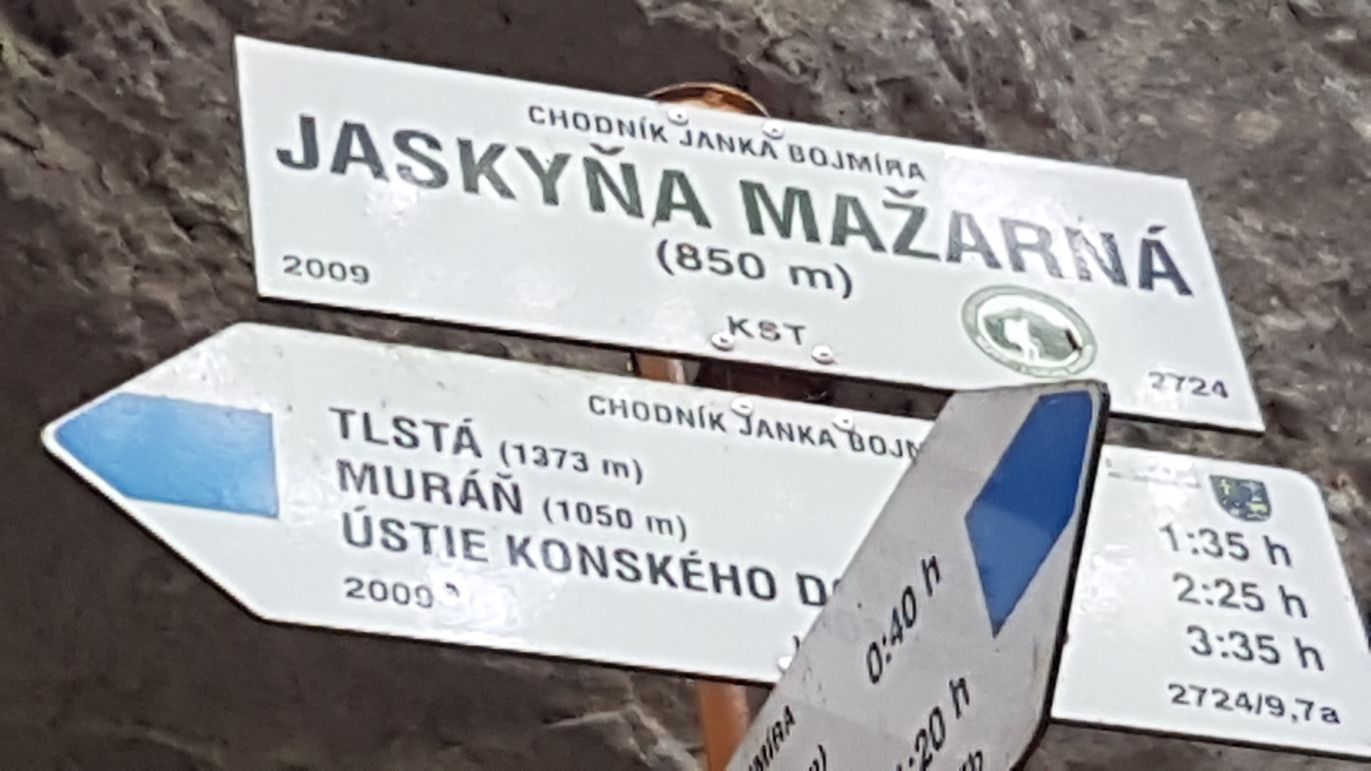 CHODNÍK JANKA BOJMÍRA
JASKYŇA MAŽARNÁ
(850 m)
2009
KST
2724
CHODNÍK JANKA
TLSTÁ (1373 m) 1:35 h
MURÁŇ (1050 m) 2:25 h
ÚSTIE KONSKÉHO 3:35 h
2009
2724/9,7a
0:40 h